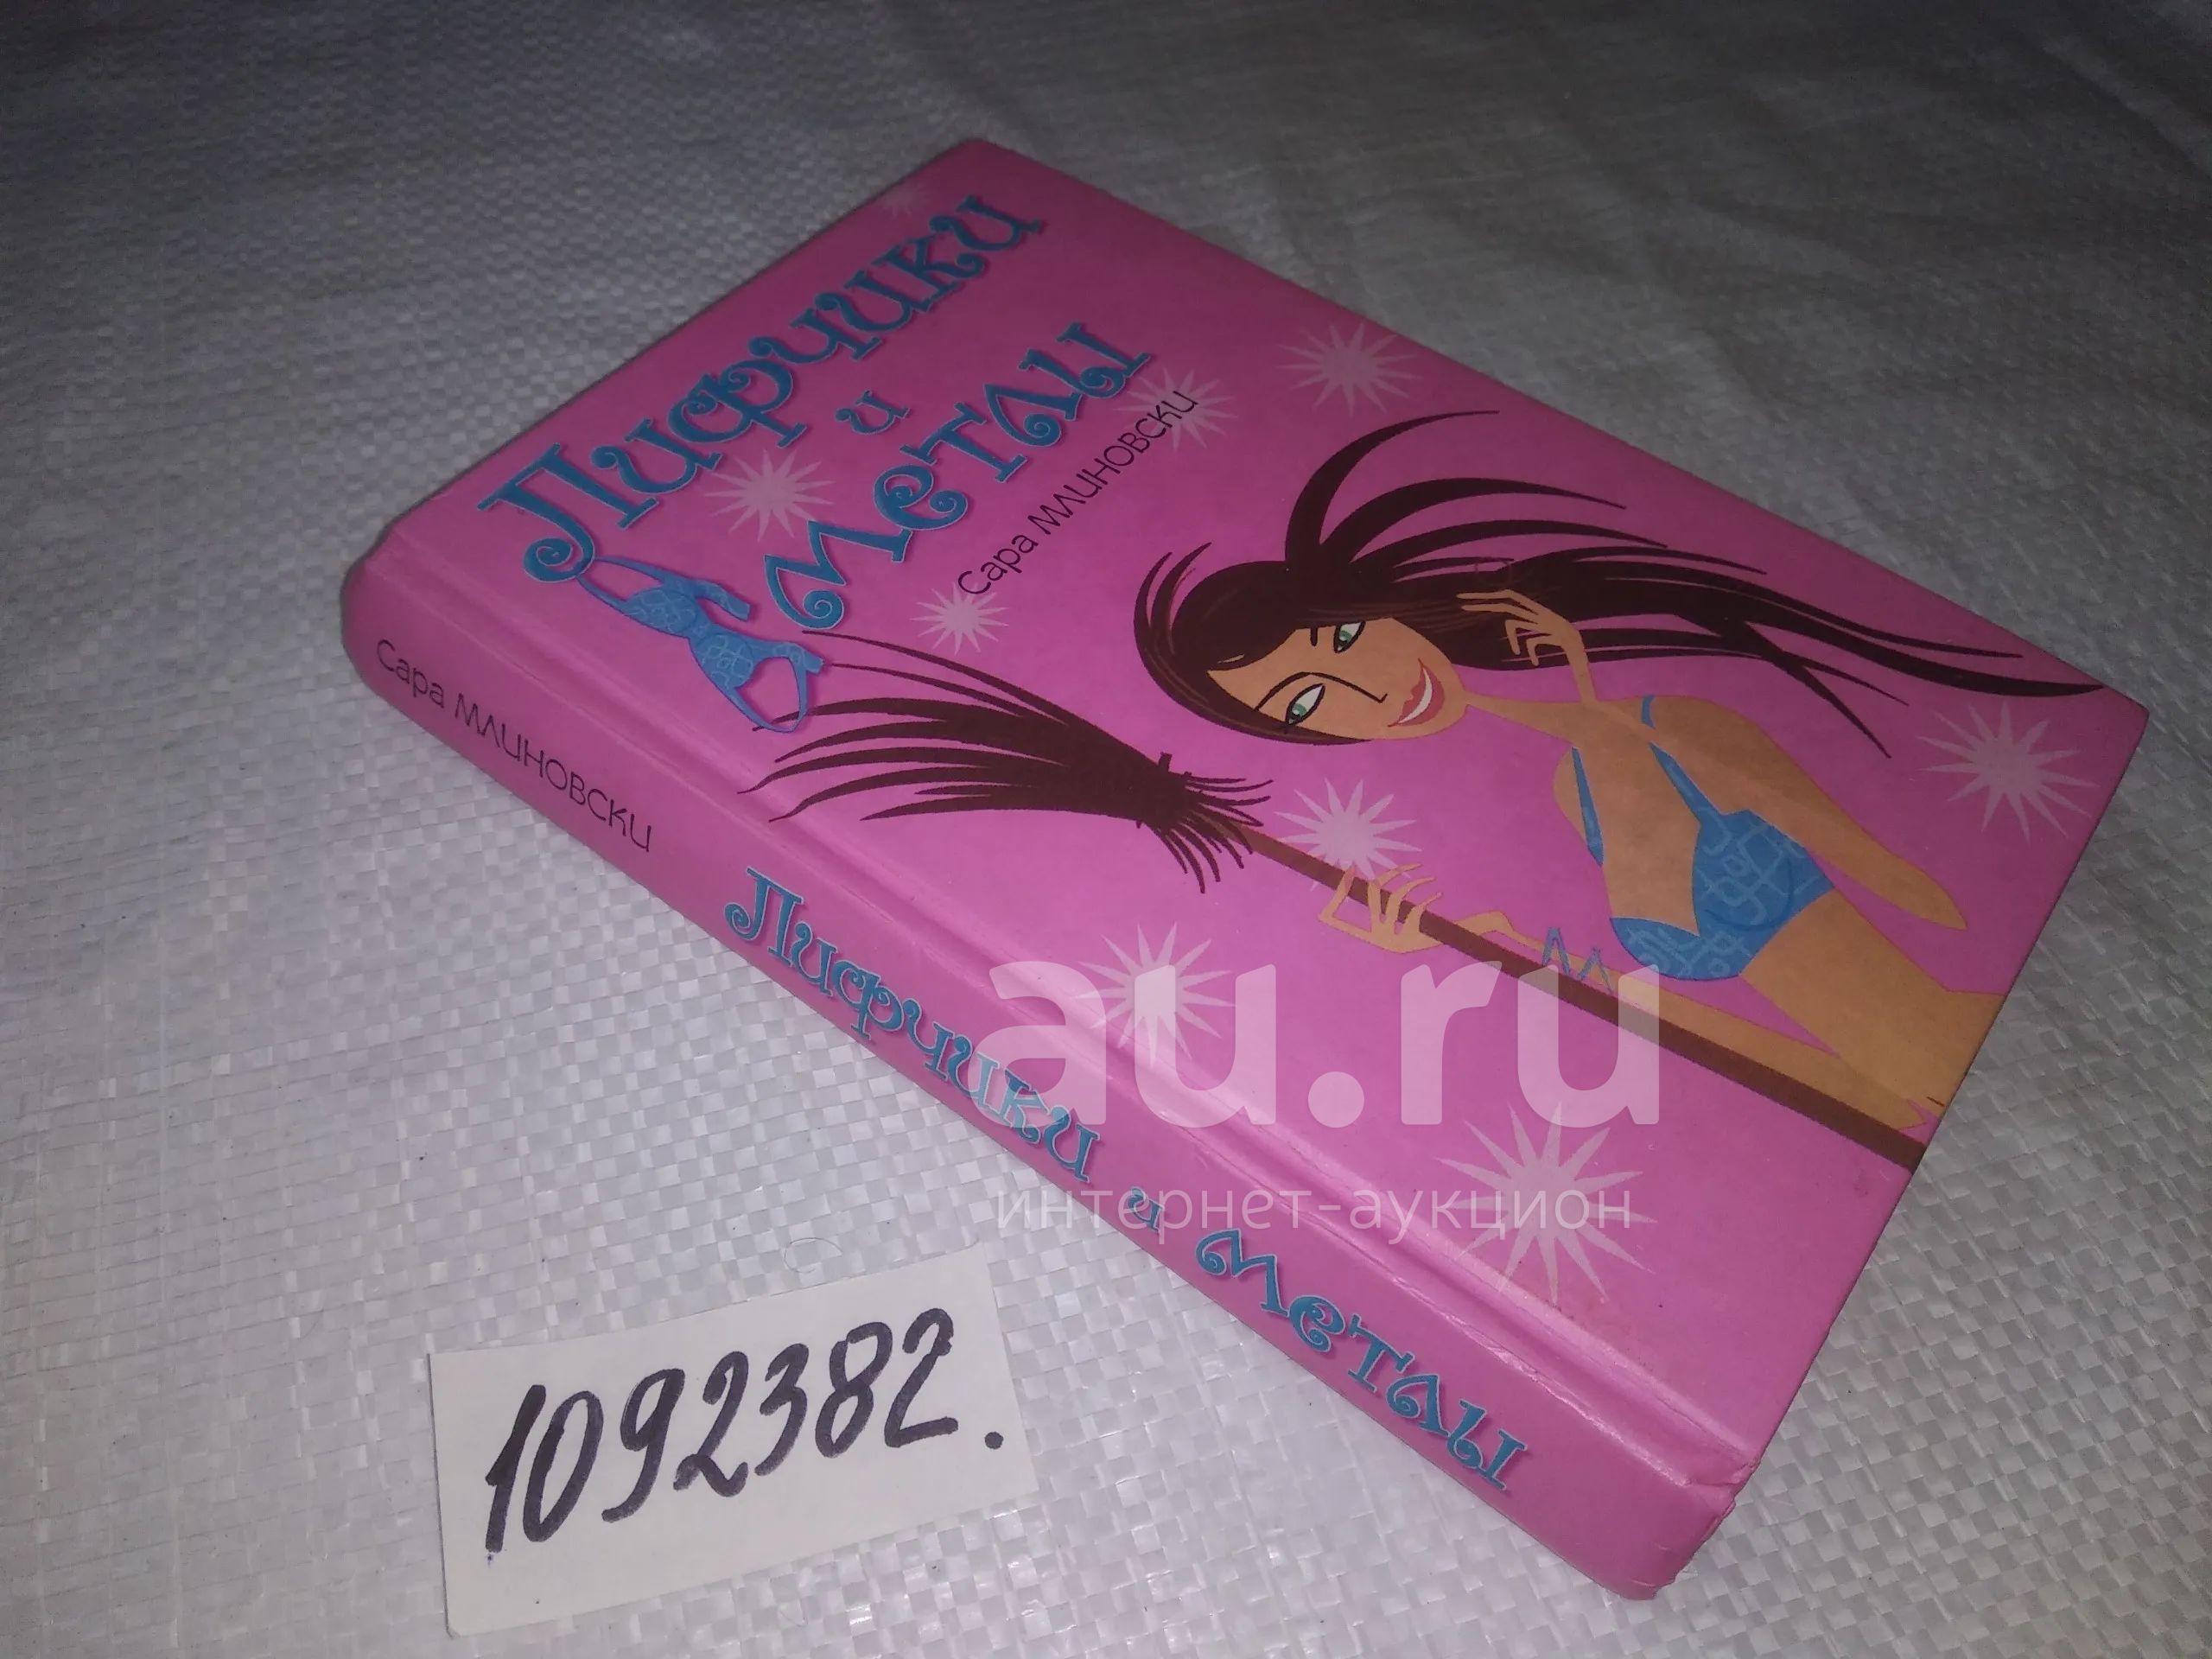 Лифчики
и
метлы
Сара Млиновски
Сара Млиновски Лифчики и метлы
au.ru
интернет-аукцион
1092382.